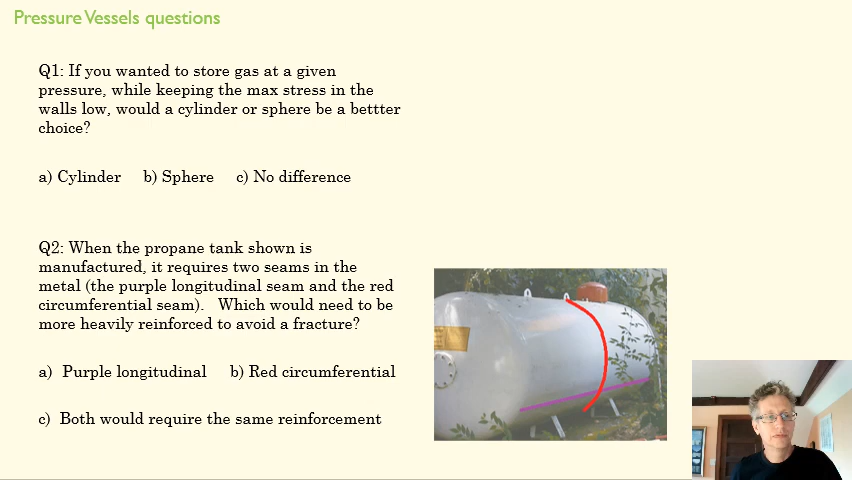 Pressure Vessels questions
Q1: If you wanted to store gas at a given
pressure, while keeping the max stress in the
walls low, would a cylinder or sphere be a bettter
choice?
a) Cylinder b) Sphere c) No difference
Q2: When the propane tank shown is
manufactured, it requires two seams in the
metal (the purple longitudinal seam and the red
circumferential seam). Which would need to be
more heavily reinforced to avoid a fracture?
a) Purple longitudinal b) Red circumferential
c) Both would require the same reinforcement